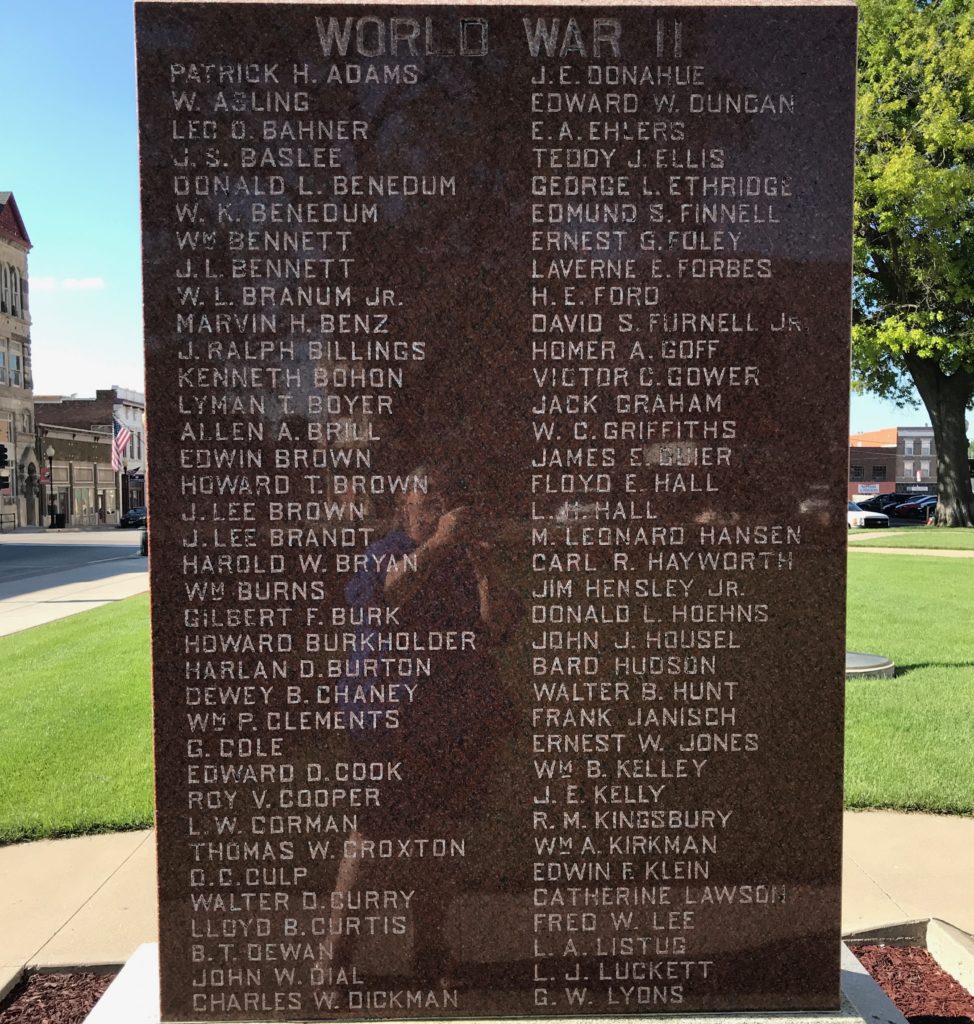 WORLD WAR II
PATRICK H. ADAMS
W. ASLING
LEO O. BAHNER
J. S. BASLEE
DONALD L. BENEDUM
W. K. BENEDUM
WM BENNETT
J. L. BENNETT
W. L. BRANUM JR.
MARVIN H. BENZ
J. RALPH BILLINGS
KENNETH BOHON
LYMAN T. BOYER
ALLEN A. BRILL
EDWIN BROWN
HOWARD T. BROWN
J. LEE BROWN
J. LEE BRANDT
HAROLD W. BRYAN
WM BURNS
GILBERT F. BURK
HOWARD BURKHOLDER
HARLAN D. BURTON
DEWEY B. CHANEY
WM P. CLEMENTS
G. COLE
EDWARD D. COOK
ROY V. COOPER
L. W. CORMAN
THOMAS W. CROXTON
O. C. CULP
WALTER D. CURRY
LLOYD B. CURTIS
B. T. DEWAN
JOHN W. DIAL
CHARLES W. DICKMAN
J. E. DONAHUE
EDWARD W. DUNCAN
E. A. EHLERS
TEDDY J. ELLIS
GEORGE L. ETHRIDGE
EDMUND S. FINNELL
ERNEST G. FOLEY
LAVERNE E. FORBES
H. E. FORD
DAVID S. FURNELL JR.
HOMER A. GOFF
VICTOR C. GOWER
JACK GRAHAM
W. C. GRIFFITHS
JAMES E. GUIER
FLOYD E. HALL
L. H. HALL
M. LEONARD HANSEN
CARL R. HAYWORTH
JIM HENSLEY JR.
DONALD L. HOEHNS
JOHN J. HOUSEL
BARD HUDSON
WALTER B. HUNT
FRANK JANISCH
ERNEST W. JONES
WM B. KELLEY
J. E. KELLY
R. M. KINGSBURY
WM A. KIRKMAN
EDWIN F. KLEIN
CATHERINE LAWSON
FRED W. LEE
L. A. LISTUG
L. J. LUCKETT
G. W. LYONS